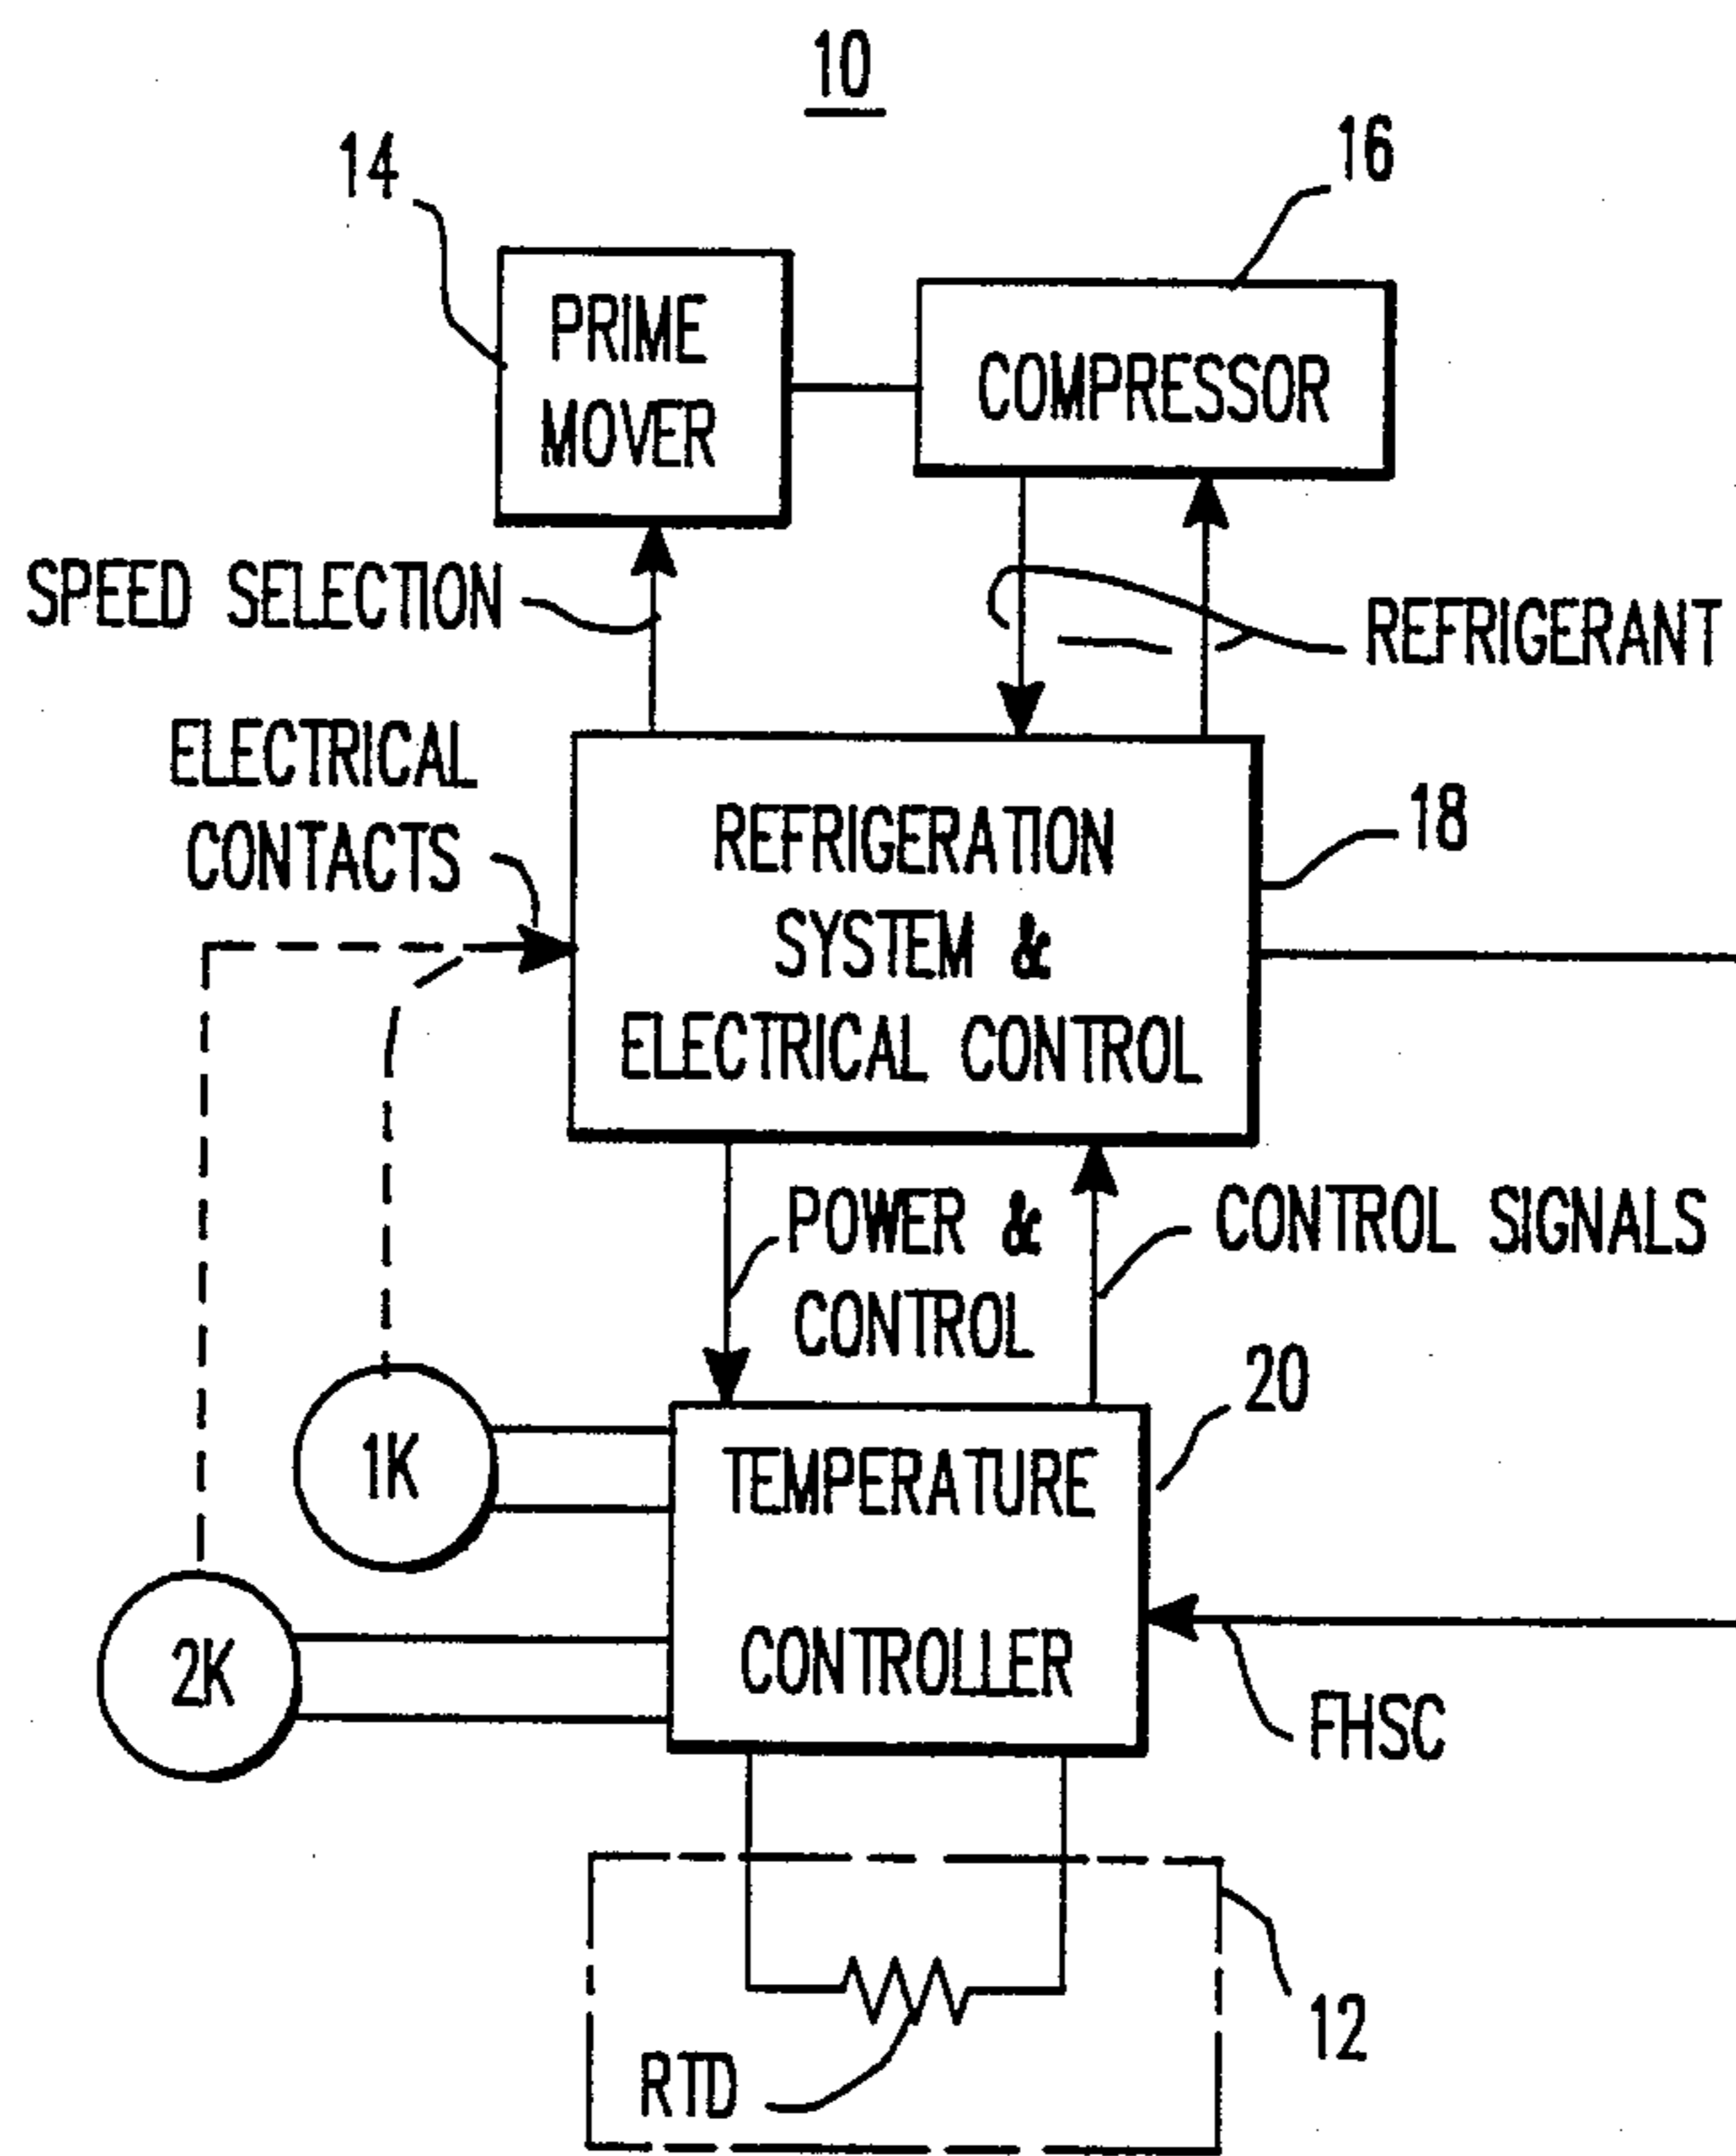 10
14
16
PRIME
MOVER
COMPRESSOR
SPEED SELECTION
REFRIGERANT
ELECTRICAL
CONTACTS
18
REFRIGERATION
SYSTEM &
ELECTRICAL CONTROL
POWER &
CONTROL
CONTROL SIGNALS
20
1K
TEMPERATURE
CONTROLLER
2K
FHSC
12
RTD